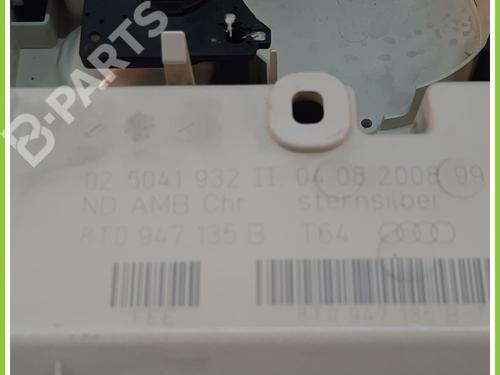 B-PARTS
02 5041 932 II 04 08 2008 99
ND AMB Chr sternsilber
8T0 947 135 B T64
FEE 8T0 947 135 B